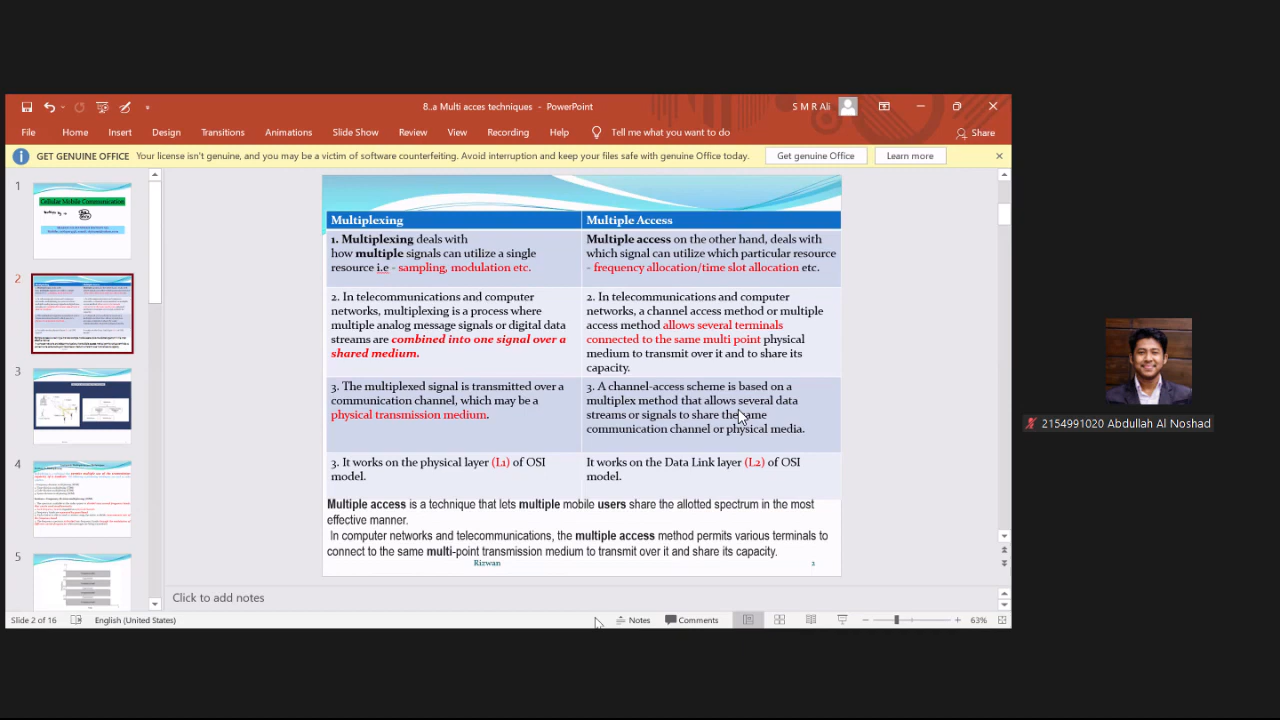 8..a Multi acces techniques - PowerPoint
S M R Ali
File Home Insert Design Transitions Animations Slide Show Review View Recording Help Tell me what you want to do Share
GET GENUINE OFFICE Your license isn't genuine, and you may be a victim of software counterfeiting. Avoid interruption and keep your files safe with genuine Office today. Get genuine Office Learn more
1
Cellular Mobile Communication
2
3
4
5
Multiplexing
1. Multiplexing deals with
how multiple signals can utilize a single
resource i.e - sampling, modulation etc.
Multiple Access
Multiple access on the other hand, deals with
which signal can utilize which particular resource
- frequency allocation/time slot allocation etc.
2. In telecommunications and computer
networks, multiplexing is a process where
multiple analog message signals or digital data
streams are combined into one signal over a
shared medium.
2. In telecommunications and computer
networks, a channel access method or multiple
access method allows several terminals
connected to the same multi point physical
medium to transmit over it and to share its
capacity.
3. The multiplexed signal is transmitted over a
communication channel, which may be a
physical transmission medium.
3. A channel-access scheme is based on a
multiplex method that allows several data
streams or signals to share the same
communication channel or physical media.
3. It works on the physical layer (L1) of OSI
model.
It works on the Data Link layer (L2) of OSI
model.
Multiple access is a technique that lets multiple mobile users share the allotted spectrum in the most
effective manner.
In computer networks and telecommunications, the multiple access method permits various terminals to
connect to the same multi-point transmission medium to transmit over it and share its capacity.
Rizwan 2
Click to add notes
Slide 2 of 16 English (United States) Notes Comments 63%
2154991020 Abdullah Al Noshad